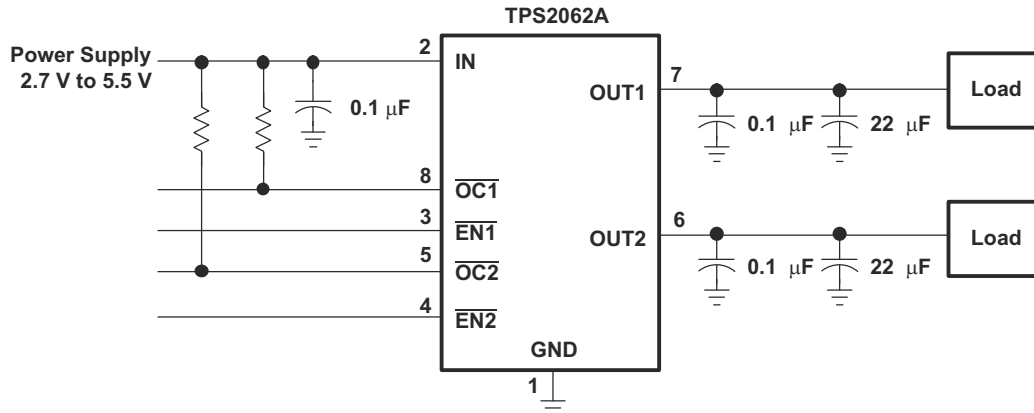 TPS2062A
Power Supply
2.7 V to 5.5 V
2
IN
0.1 μF
8
OC1
3
EN1
5
OC2
4
EN2
GND
1
OUT1
7
0.1 μF
22 μF
Load
OUT2
6
0.1 μF
22 μF
Load